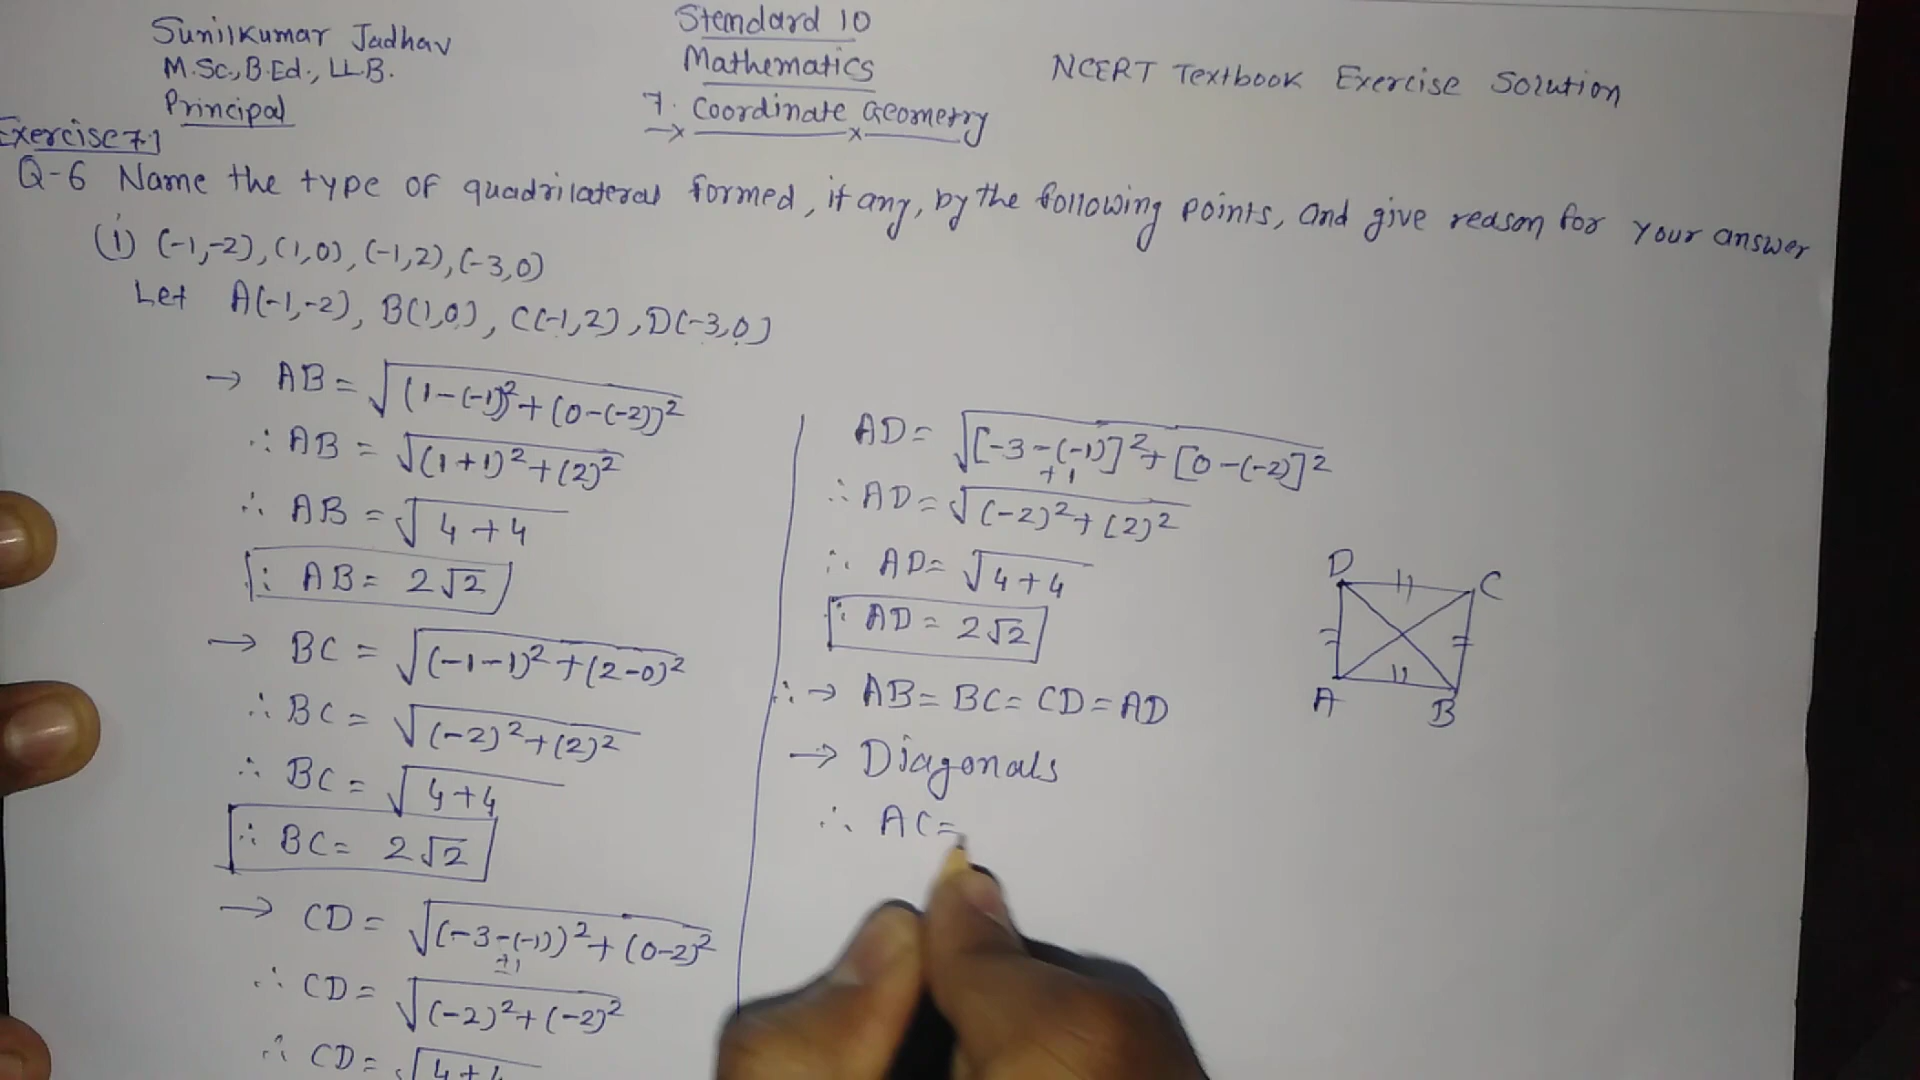 Sunilkumar Jadhav
M.Sc., B.Ed., LL.B.
Principal
Standard 10
Mathematics
7. Coordinate Geometry
NCERT Textbook Exercise Solution
Exercise 7.1
Q-6 Name the type of quadrilateral formed, if any, by the following points, and give reason for your answer
(i) (-1,-2), (1,0), (-1,2), (-3,0)
Let A(-1,-2), B(1,0), C(-1,2), D(-3,0)
→ AB = √(1-(-1))²+(0-(-2))²
∴ AB = √(1+1)²+(2)²
∴ AB = √4+4
∴ AB = 2√2
→ BC = √(-1-1)²+(2-0)²
∴ BC = √(-2)²+(2)²
∴ BC = √4+4
∴ BC = 2√2
→ CD = √(-3-(-1))²+(0-2)²
+1
∴ CD = √(-2)²+(-2)²
∴ CD = √4+4
AD = √[-3-(-1)]²+[0-(-2)]²
+1
∴ AD = √(-2)²+(2)²
∴ AD = √4+4
∴ AD = 2√2
∴ → AB = BC = CD = AD
→ Diagonals
∴ AC =
D C
A B